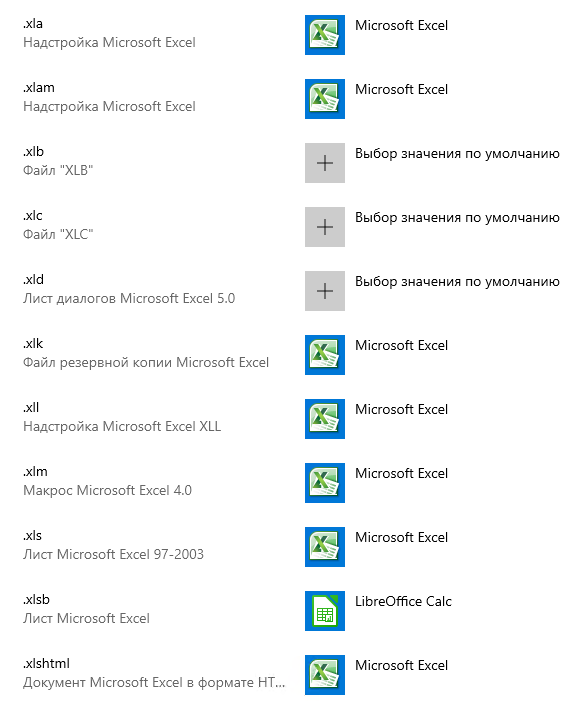 .xla
Надстройка Microsoft Excel
Microsoft Excel
.xlam
Надстройка Microsoft Excel
Microsoft Excel
.xlb
Файл "XLB"
Выбор значения по умолчанию
.xlc
Файл "XLC"
Выбор значения по умолчанию
.xld
Лист диалогов Microsoft Excel 5.0
Выбор значения по умолчанию
.xlk
Файл резервной копии Microsoft Excel
Microsoft Excel
.xll
Надстройка Microsoft Excel XLL
Microsoft Excel
.xlm
Макрос Microsoft Excel 4.0
Microsoft Excel
.xls
Лист Microsoft Excel 97-2003
Microsoft Excel
.xlsb
Лист Microsoft Excel
LibreOffice Calc
.xlshtml
Документ Microsoft Excel в формате HT...
Microsoft Excel